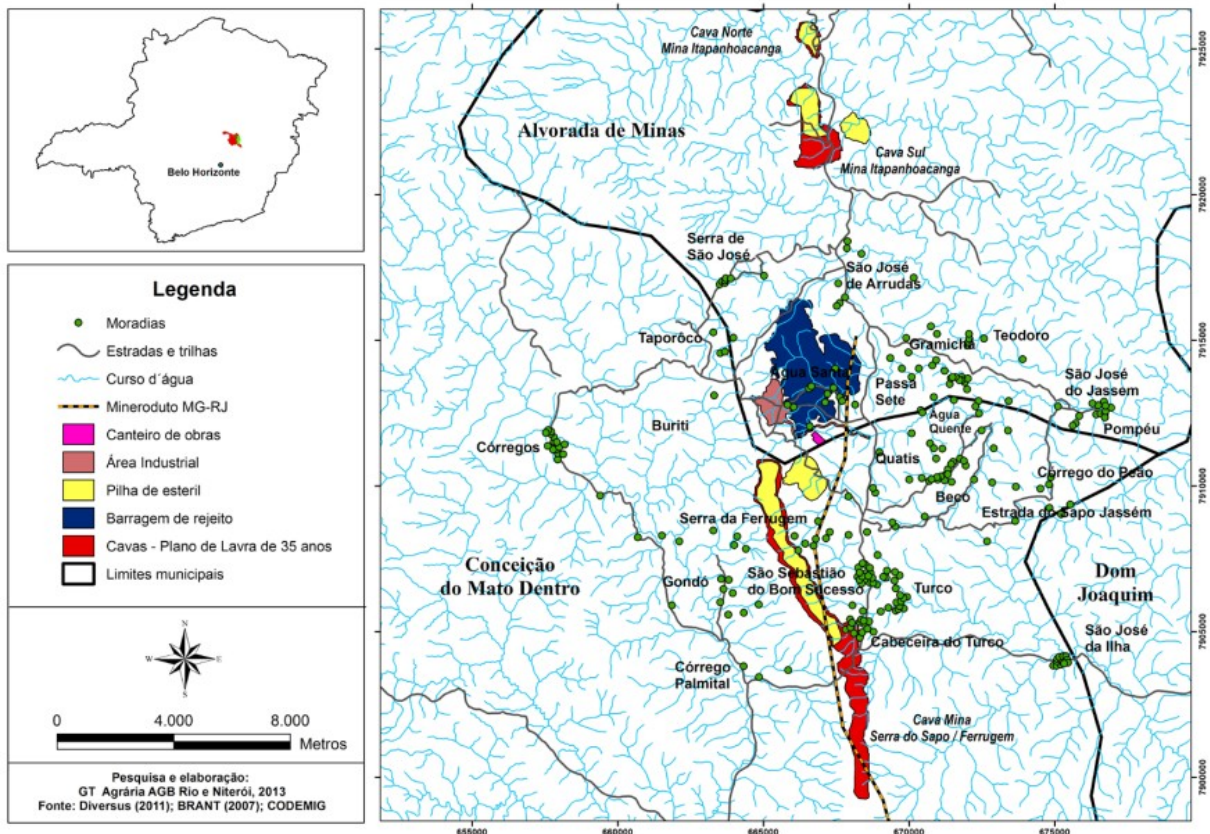 Belo Horizonte
Legenda
Moradias
Estradas e trilhas
Curso d´água
Mineroduto MG-RJ
Canteiro de obras
Área Industrial
Pilha de esteril
Barragem de rejeito
Cavas - Plano de Lavra de 35 anos
Limites municipais
N
W
E
S
0
4.000
8.000
Metros
Pesquisa e elaboração:
GT Agrária AGB Rio e Niterói, 2013
Fonte: Diversus (2011); BRANT (2007); CODEMIG
Cava Norte
Mina Itapanhoacanga
Alvorada de Minas
Cava Sul
Mina Itapanhoacanga
Serra de
São José
São José
de Arrudas
Taporôco
Gramichá
Teodoro
Água Santa
Passa
Sete
São José
do Jassem
Buriti
Água
Quente
Pompéu
Córregos
Quatis
Córrego do Peão
Beco
Estrada do Sapo Jassém
Serra da Ferrugem
Conceição
do Mato Dentro
Gondó
São Sebastião
do Bom Sucesso
Turco
Dom
Joaquim
São José
da Ilha
Cabeceira do Turco
Córrego
Palmital
Cava Mina
Serra do Sapo / Ferrugem
7925000
7920000
7915000
7910000
7905000
7900000
655000
660000
665000
670000
675000